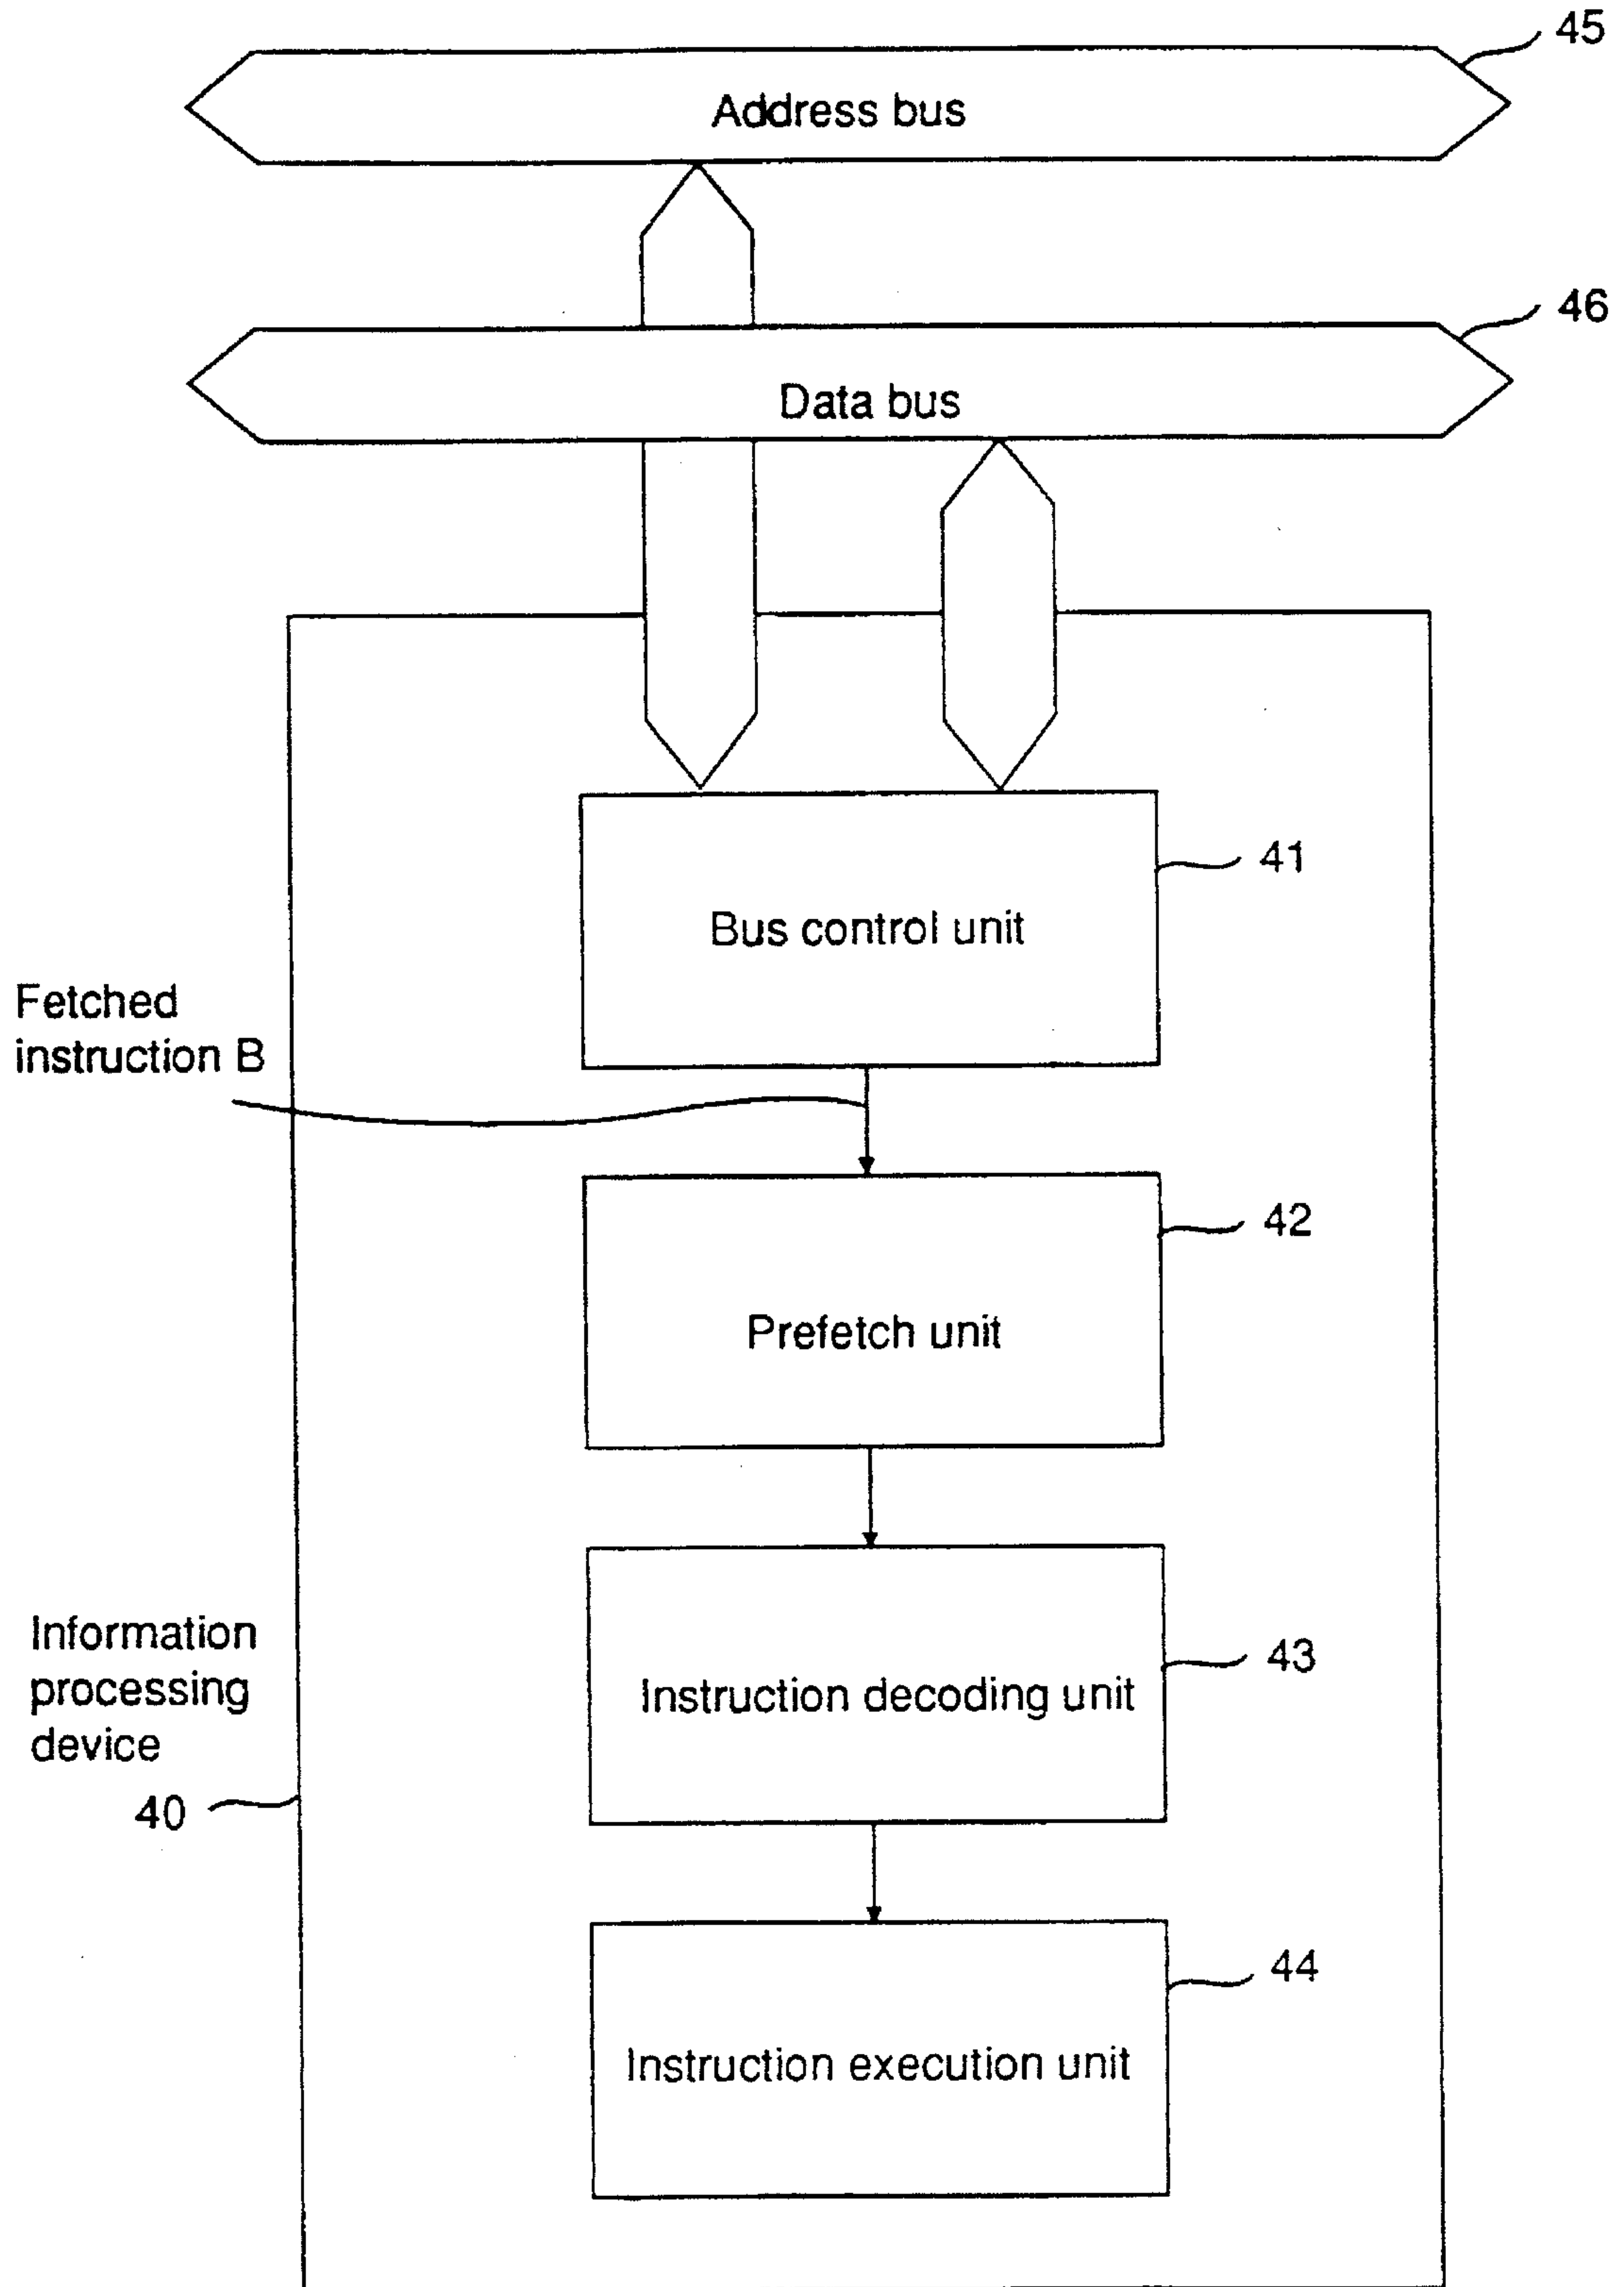 45
Address bus
46
Data bus
41
Bus control unit
Fetched
instruction B
42
Prefetch unit
Information
processing
device
40
43
Instruction decoding unit
44
Instruction execution unit